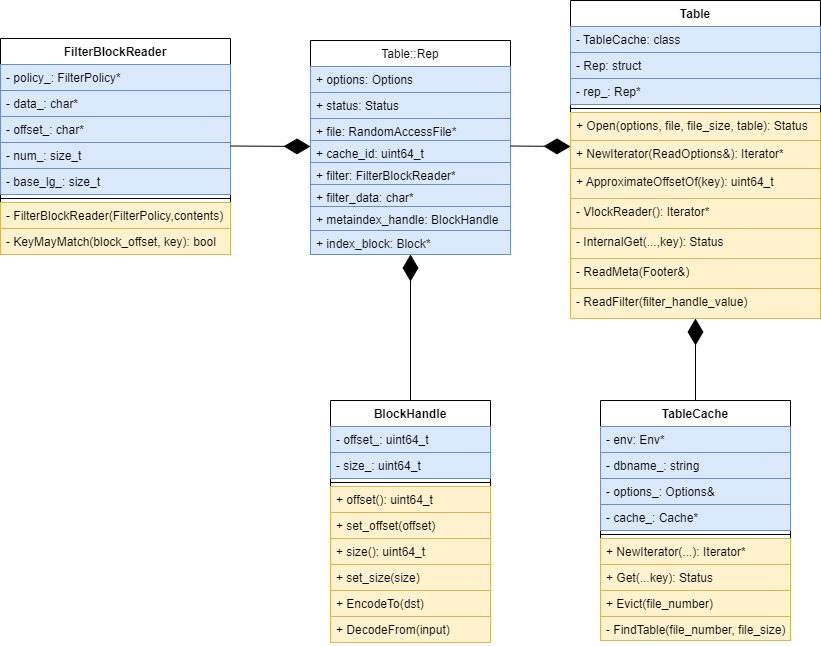 FilterBlockReader
- policy_: FilterPolicy*
- data_: char*
- offset_: char*
- num_: size_t
- base_lg_: size_t
- FilterBlockReader(FilterPolicy,contents)
- KeyMayMatch(block_offset, key): bool
Table::Rep
+ options: Options
+ status: Status
+ file: RandomAccessFile*
+ cache_id: uint64_t
+ filter: FilterBlockReader*
+ filter_data: char*
+ metaindex_handle: BlockHandle
+ index_block: Block*
Table
- TableCache: class
- Rep: struct
- rep_: Rep*
+ Open(options, file, file_size, table): Status
+ NewIterator(ReadOptions&): Iterator*
+ ApproximateOffsetOf(key): uint64_t
- VlockReader(): Iterator*
- InternalGet(...,key): Status
- ReadMeta(Footer&)
- ReadFilter(filter_handle_value)
BlockHandle
- offset_: uint64_t
- size_: uint64_t
+ offset(): uint64_t
+ set_offset(offset)
+ size(): uint64_t
+ set_size(size)
+ EncodeTo(dst)
+ DecodeFrom(input)
TableCache
- env: Env*
- dbname_: string
- options_: Options&
- cache_: Cache*
+ NewIterator(...): Iterator*
+ Get(...key): Status
+ Evict(file_number)
- FindTable(file_number, file_size)